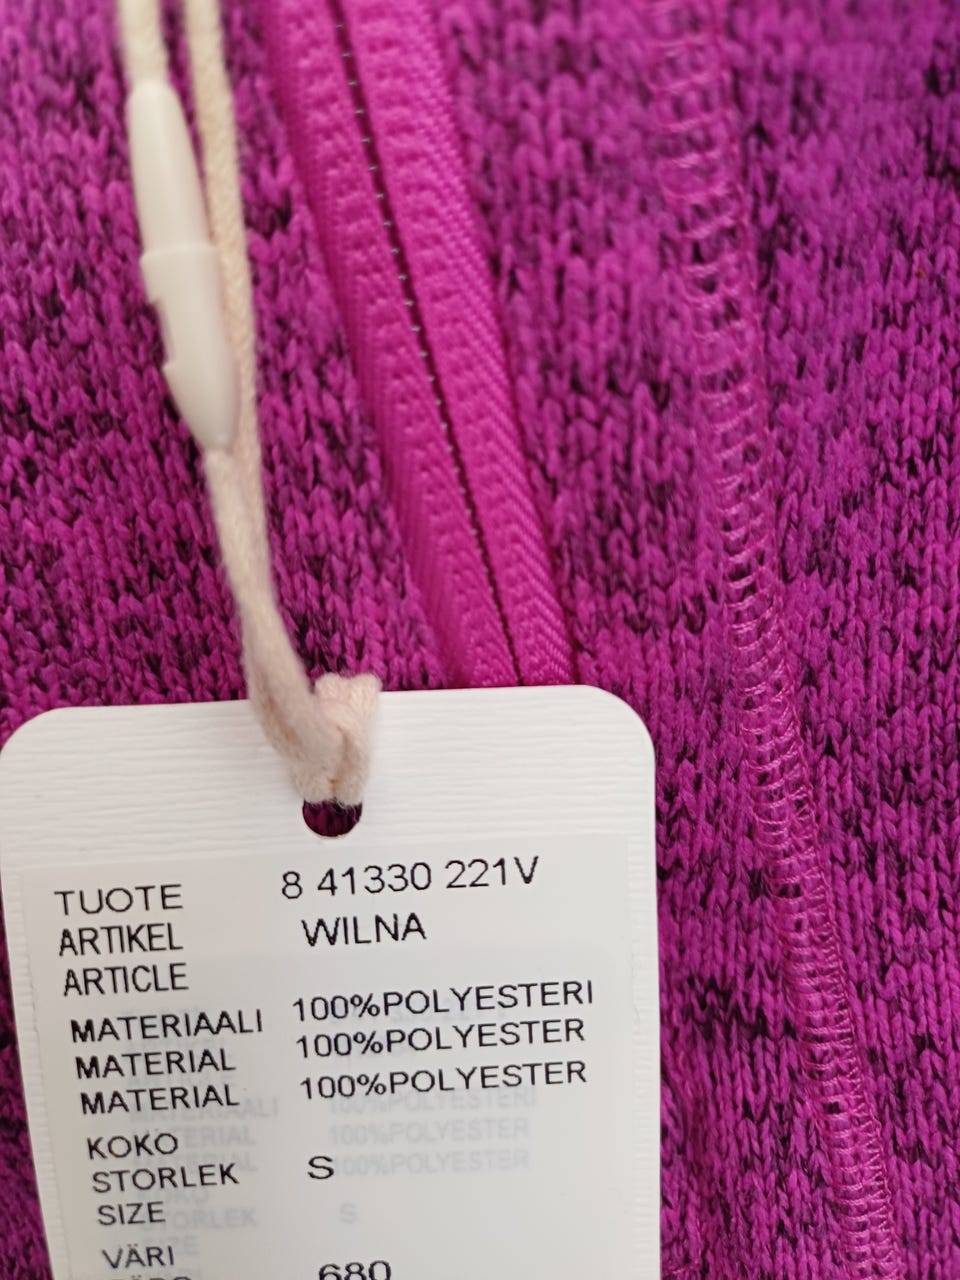 TUOTE 8 41330 221V
ARTIKEL WILNA
ARTICLE
MATERIAALI 100%POLYESTERI
MATERIAL 100%POLYESTER
MATERIAL 100%POLYESTER
KOKO
STORLEK S
SIZE
VÄRI
680